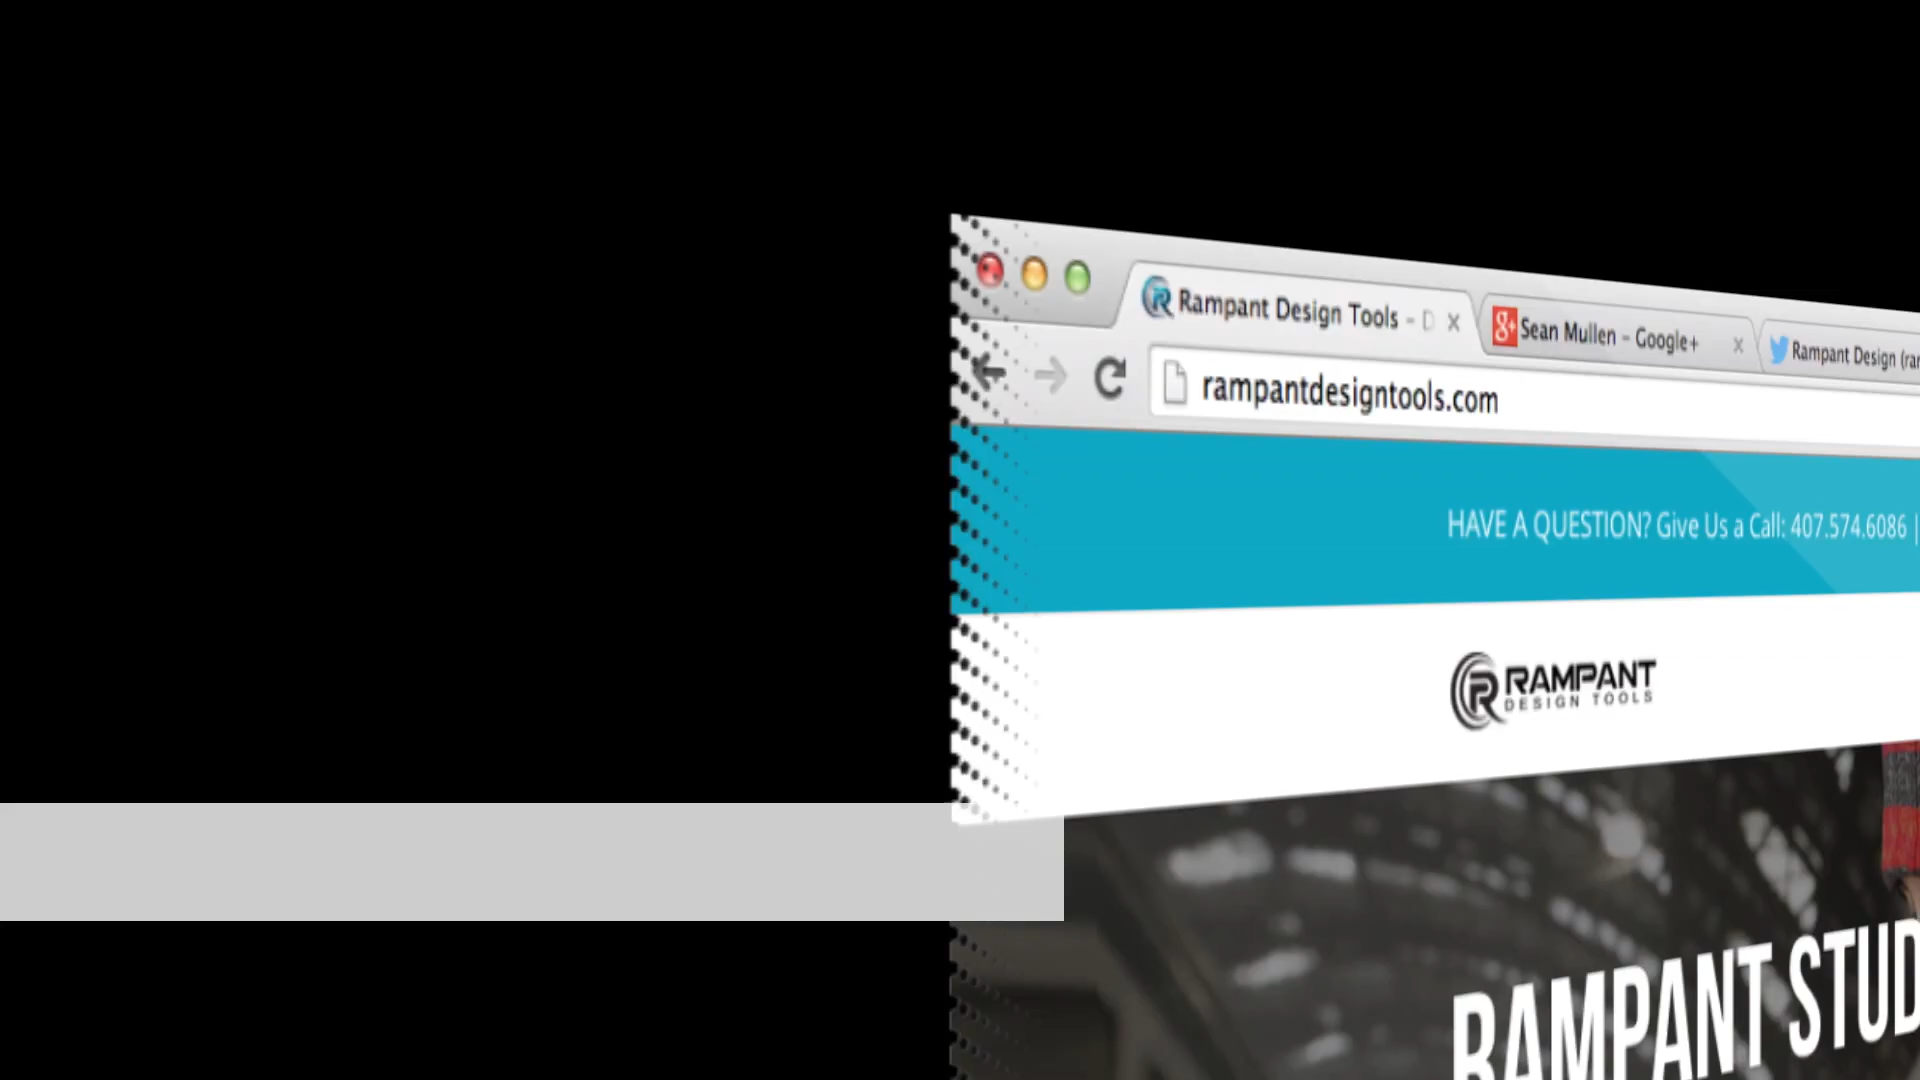 Rampant Design Tools – D
Sean Mullen – Google+
Rampant Design (ra
rampantdesigntools.com
HAVE A QUESTION? Give Us a Call: 407.574.6086 |
RAMPANT
DESIGN TOOLS
RAMPANT STUD